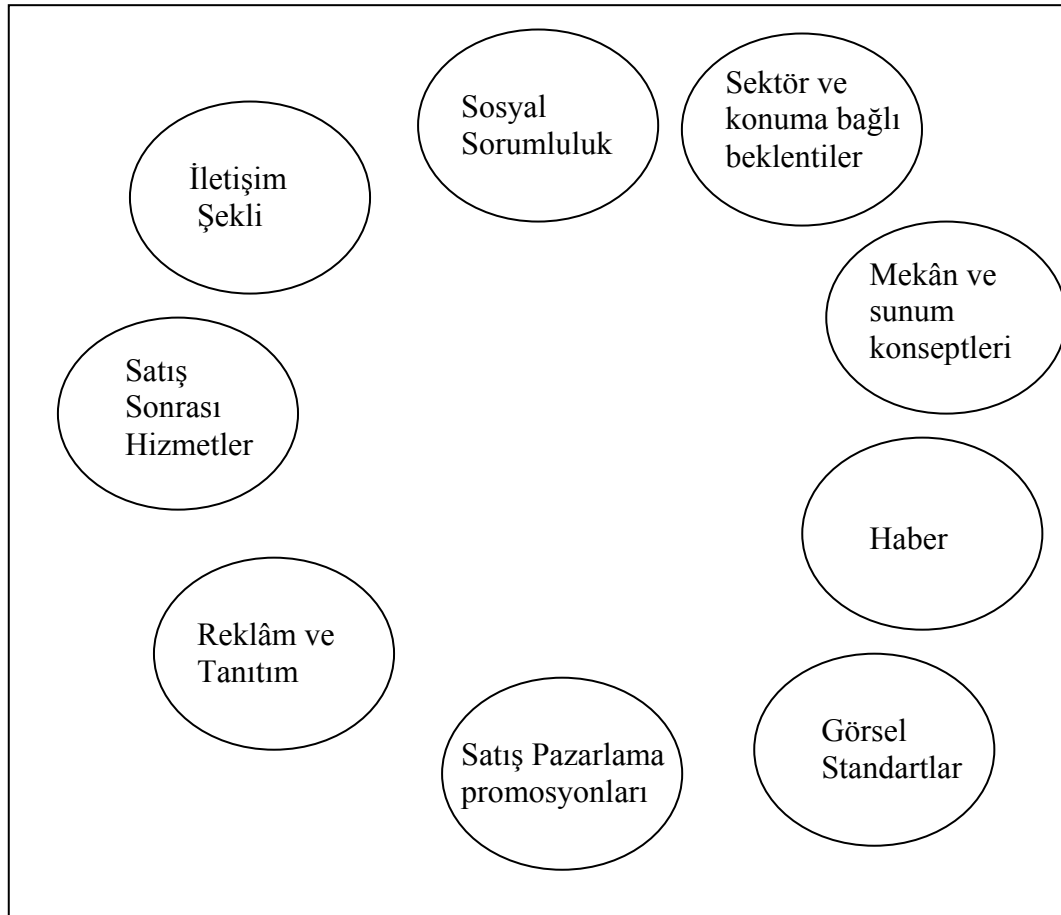 Sosyal
Sorumluluk
Sektör ve
konuma bağlı
beklentiler
İletişim
Şekli
Mekân ve
sunum
konseptleri
Satış
Sonrası
Hizmetler
Haber
Reklâm ve
Tanıtım
Satış Pazarlama
promosyonları
Görsel
Standartlar